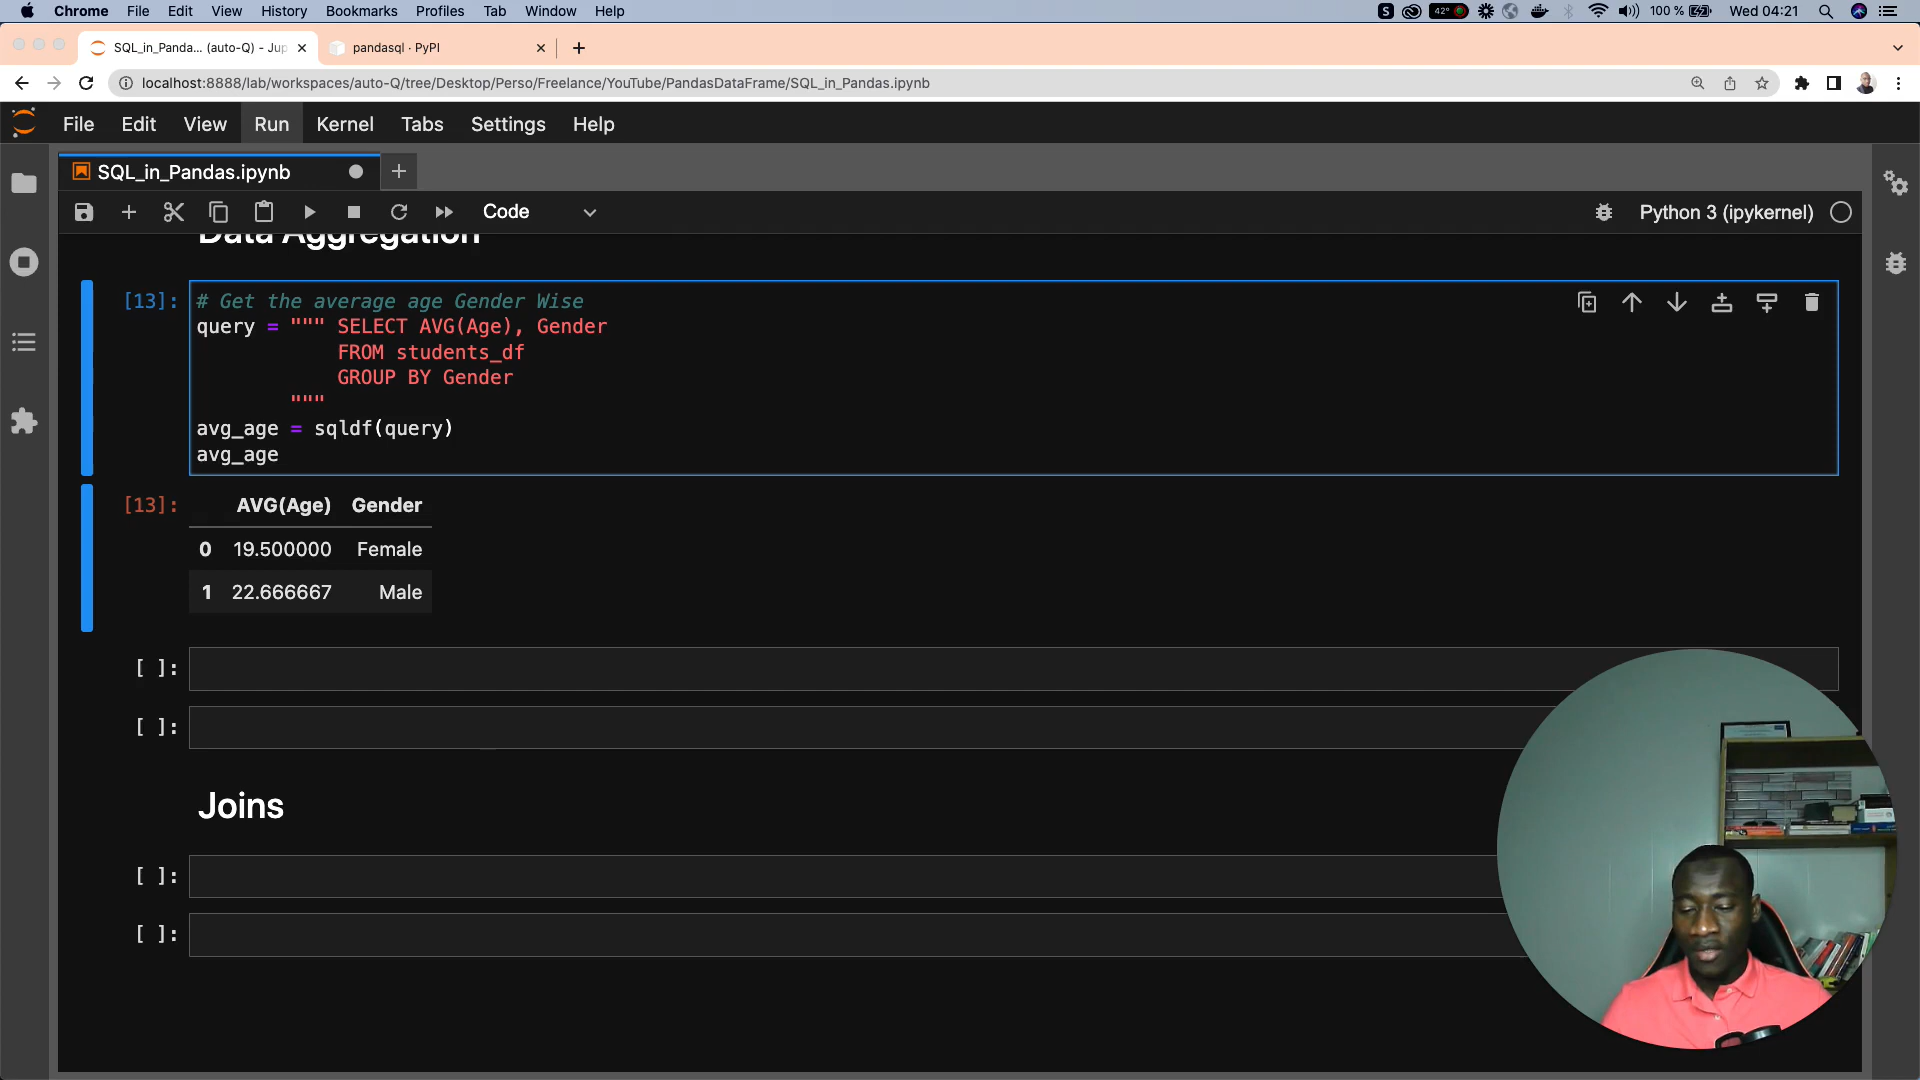 Chrome File Edit View History Bookmarks Profiles Tab Window Help S 42° 100 % Wed 04:21
SQL_in_Panda... (auto-Q) - Jup pandasql · PyPI
localhost:8888/lab/workspaces/auto-Q/tree/Desktop/Perso/Freelance/YouTube/PandasDataFrame/SQL_in_Pandas.ipynb
File Edit View Run Kernel Tabs Settings Help
SQL_in_Pandas.ipynb
Code Python 3 (ipykernel)
Data Aggregation
[13]: # Get the average age Gender Wise
query = """ SELECT AVG(Age), Gender
FROM students_df
GROUP BY Gender
"""
avg_age = sqldf(query)
avg_age
[13]: AVG(Age) Gender
0 19.500000 Female
1 22.666667 Male
[ ]:
[ ]:
Joins
[ ]:
[ ]: